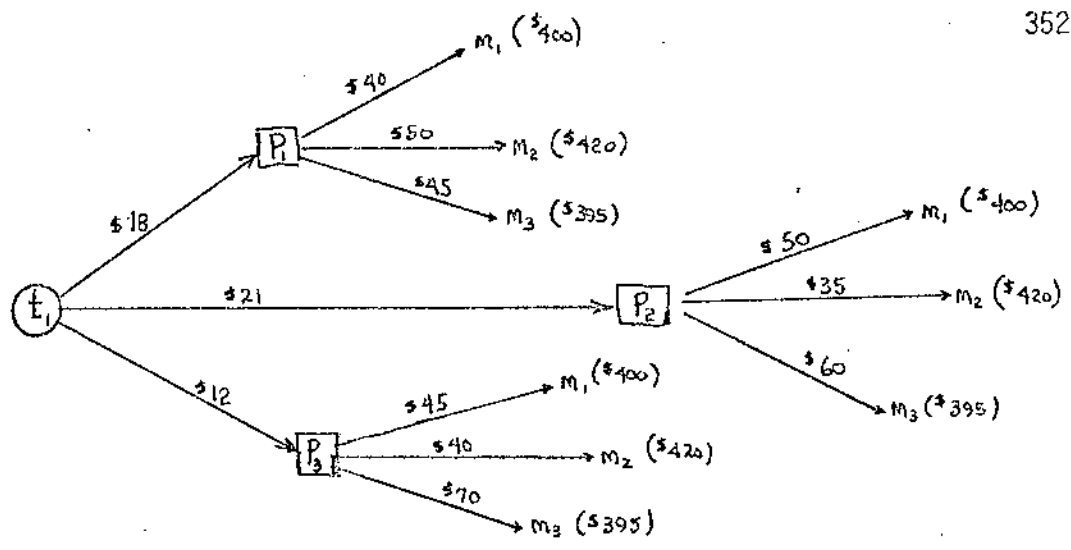 352
$40
m₁ ($400)
P₁
$50
m₂ ($420)
$45
m₃ ($395)
$18
t₁
$21
P₂
$50
m₁ ($400)
$35
m₂ ($420)
$60
m₃ ($395)
$12
P₃
$45
m₁ ($400)
$40
m₂ ($420)
$70
m₃ ($395)